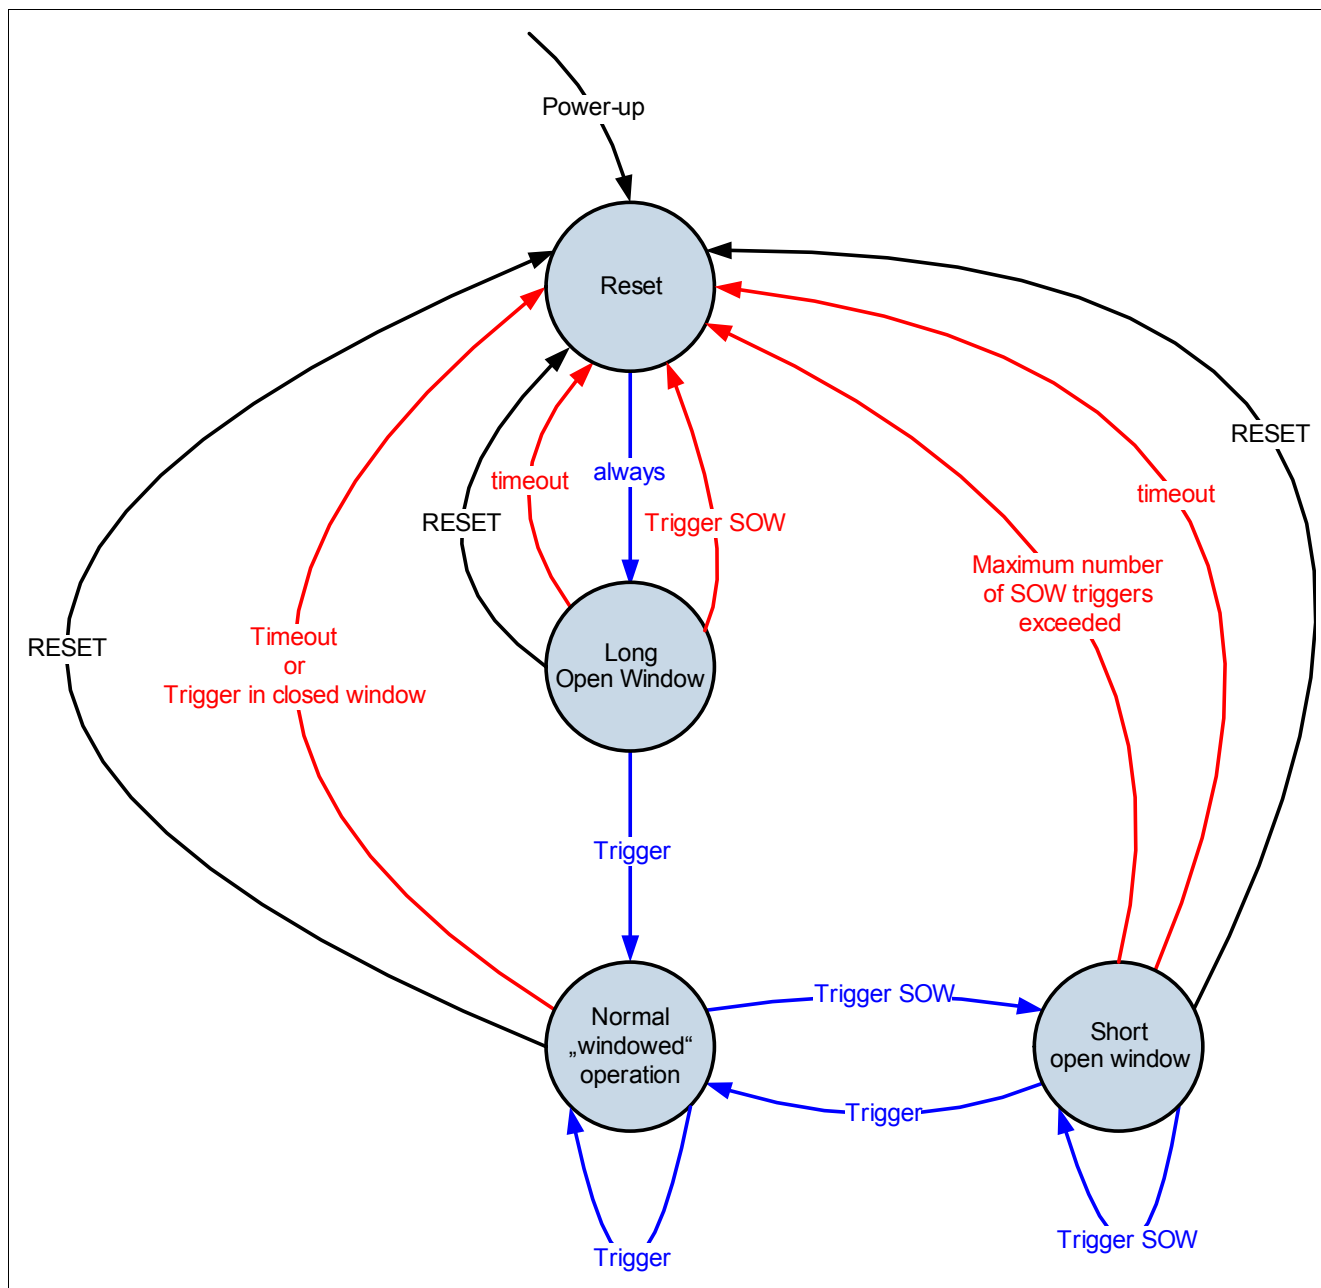 Power-up
Reset
RESET
timeout
always
timeout
RESET
Trigger SOW
Maximum number
of SOW triggers
exceeded
Timeout
or
Trigger in closed window
RESET
Long
Open Window
Trigger
Trigger SOW
Normal
„windowed“
operation
Short
open window
Trigger
Trigger
Trigger SOW